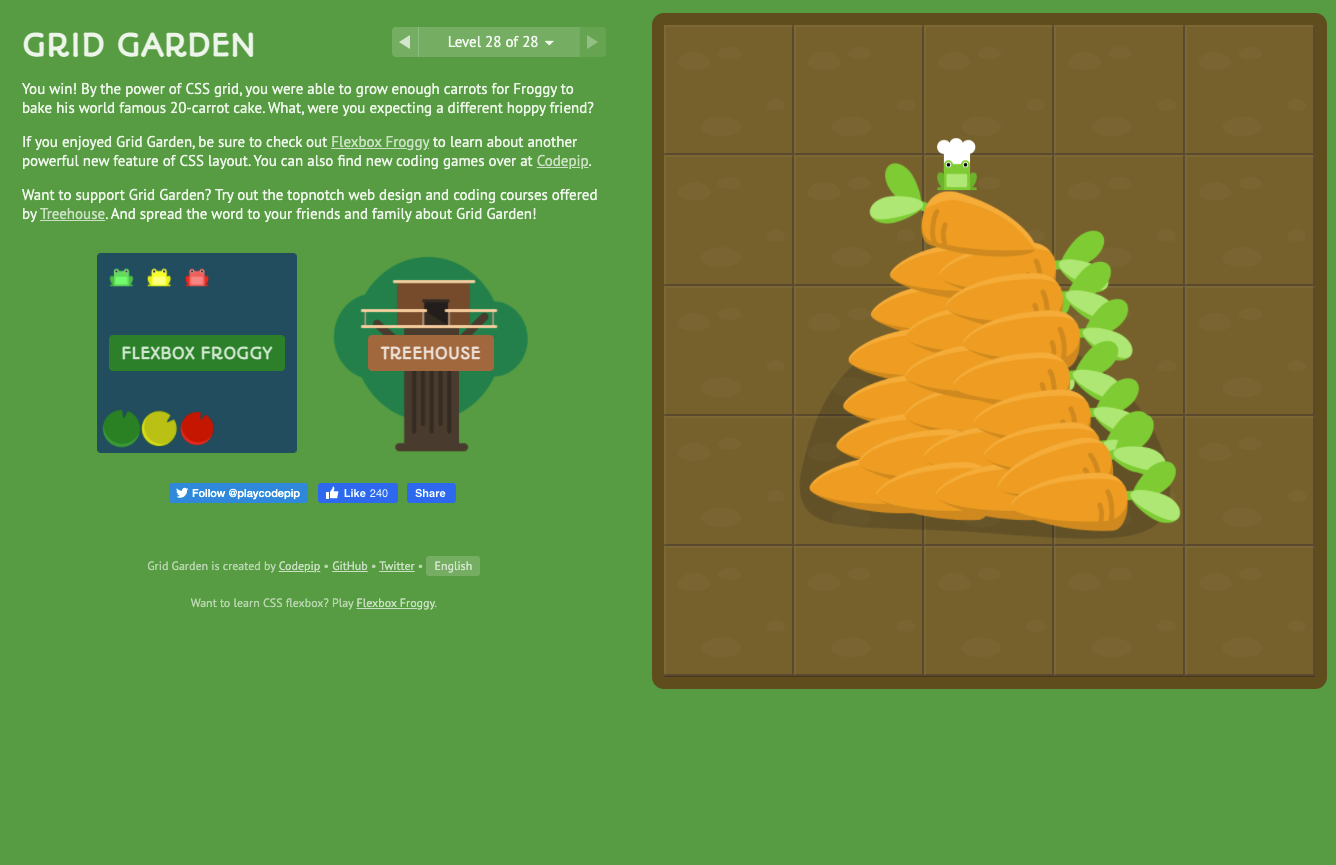 GRID GARDEN
Level 28 of 28
You win! By the power of CSS grid, you were able to grow enough carrots for Froggy to
bake his world famous 20-carrot cake. What, were you expecting a different hoppy friend?
If you enjoyed Grid Garden, be sure to check out Flexbox Froggy to learn about another
powerful new feature of CSS layout. You can also find new coding games over at Codepip.
Want to support Grid Garden? Try out the topnotch web design and coding courses offered
by Treehouse. And spread the word to your friends and family about Grid Garden!
FLEXBOX FROGGY
TREEHOUSE
Follow @playcodepip
Like 240
Share
Grid Garden is created by Codepip • GitHub • Twitter • English
Want to learn CSS flexbox? Play Flexbox Froggy.